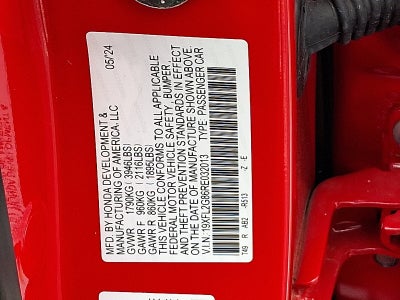 MFD. BY HONDA DEVELOPMENT &
MANUFACTURING OF AMERICA, LLC 05/24
GVWR 1790KG ( 3946LBS)
GAWR F 960KG ( 2116LBS)
GAWR R 860KG ( 1895LBS)
THIS VEHICLE CONFORMS TO ALL APPLICABLE
FEDERAL MOTOR VEHICLE SAFETY, BUMPER,
AND THEFT PREVENTION STANDARDS IN EFFECT
ON THE DATE OF MANUFACTURE SHOWN ABOVE.
V.I.N. 19XFL2G86RE032013 TYPE PASSENGER CAR
T49 R AB2 -R513 -Z -E